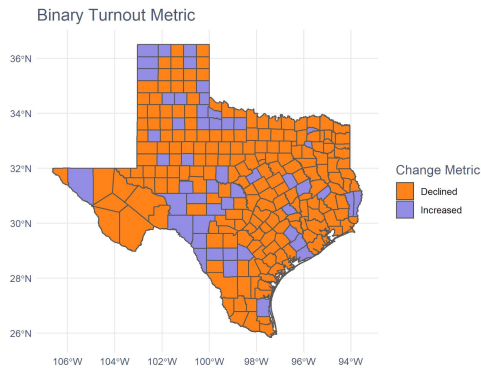 Binary Turnout Metric
36°N
34°N
32°N
30°N
28°N
26°N
106°W 104°W 102°W 100°W 98°W 96°W 94°W
Change Metric
Declined
Increased